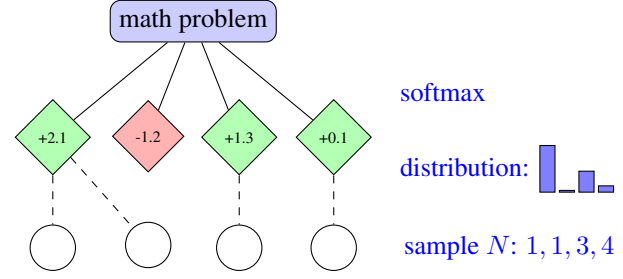 math problem
+2.1 -1.2 +1.3 +0.1
softmax
distribution:
sample N: 1, 1, 3, 4